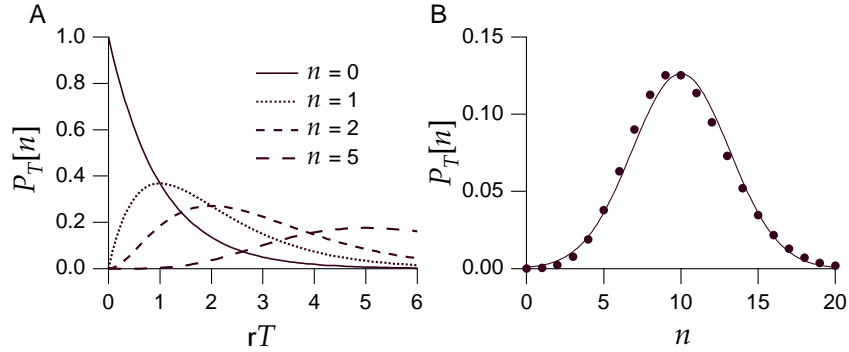 A
P_T[n]
1.0
0.8
0.6
0.4
0.2
0.0
n = 0
n = 1
n = 2
n = 5
0 1 2 3 4 5 6
rT
B
P_T[n]
0.15
0.10
0.05
0.00
0 5 10 15 20
n